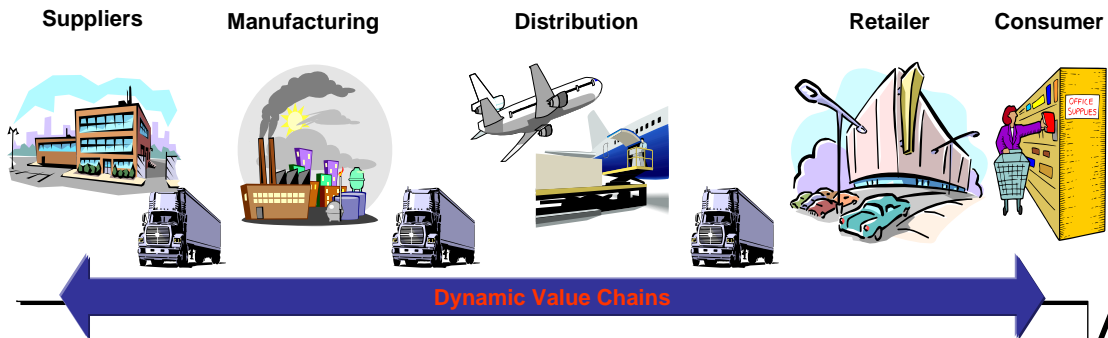 Suppliers
Manufacturing
Distribution
Retailer
Consumer
OFFICE
SUPPLIES
Dynamic Value Chains